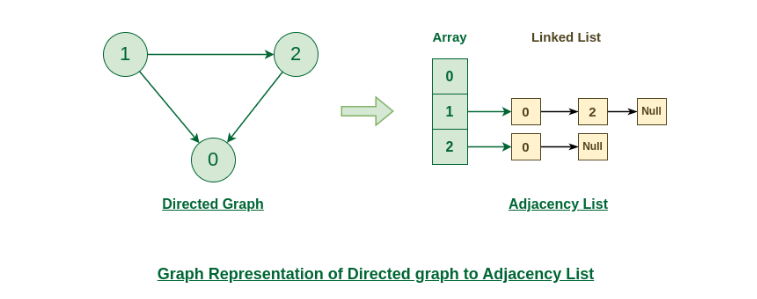 Array
Linked List
1
2
0
0
1
0
2
Null
2
0
Null
Directed Graph
Adjacency List
Graph Representation of Directed graph to Adjacency List